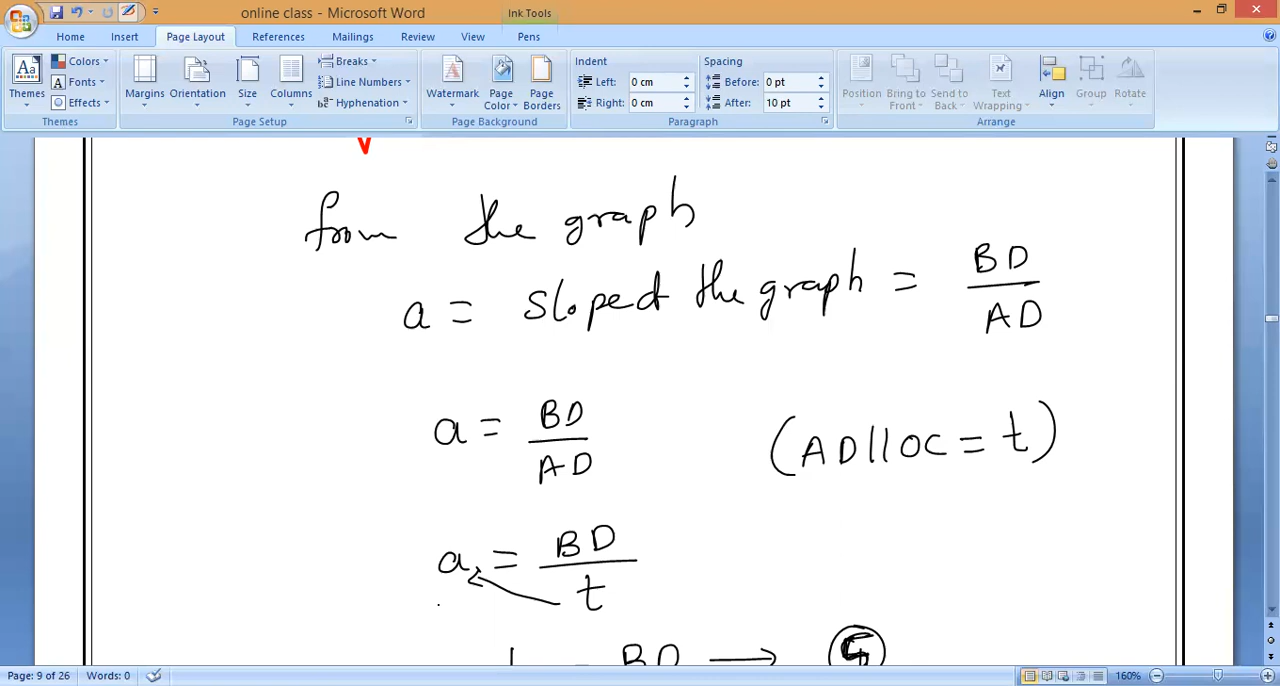 online class - Microsoft Word
Ink Tools
Home Insert Page Layout References Mailings Review View Pens
Themes Colors Fonts Effects
Themes
Margins Orientation Size Columns Breaks Line Numbers Hyphenation
Page Setup
Watermark Page Color Page Borders
Page Background
Indent Left: 0 cm Right: 0 cm
Spacing Before: 0 pt After: 10 pt
Paragraph
Position Bring to Front Send to Back Text Wrapping Align Group Rotate
Arrange
from the graph
a = slope of the graph = BD / AD
a = BD / AD (AD || OC = t)
a = BD / t
= BD →
Page: 9 of 26 Words: 0 160%